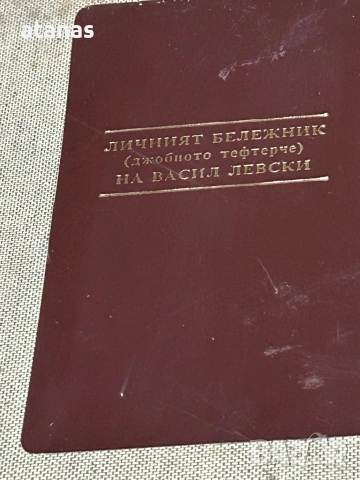 atanas
ЛИЧНИЯТ БЕЛЕЖНИК
(джобното тефтерче)
НА ВАСИЛ ЛЕВСКИ